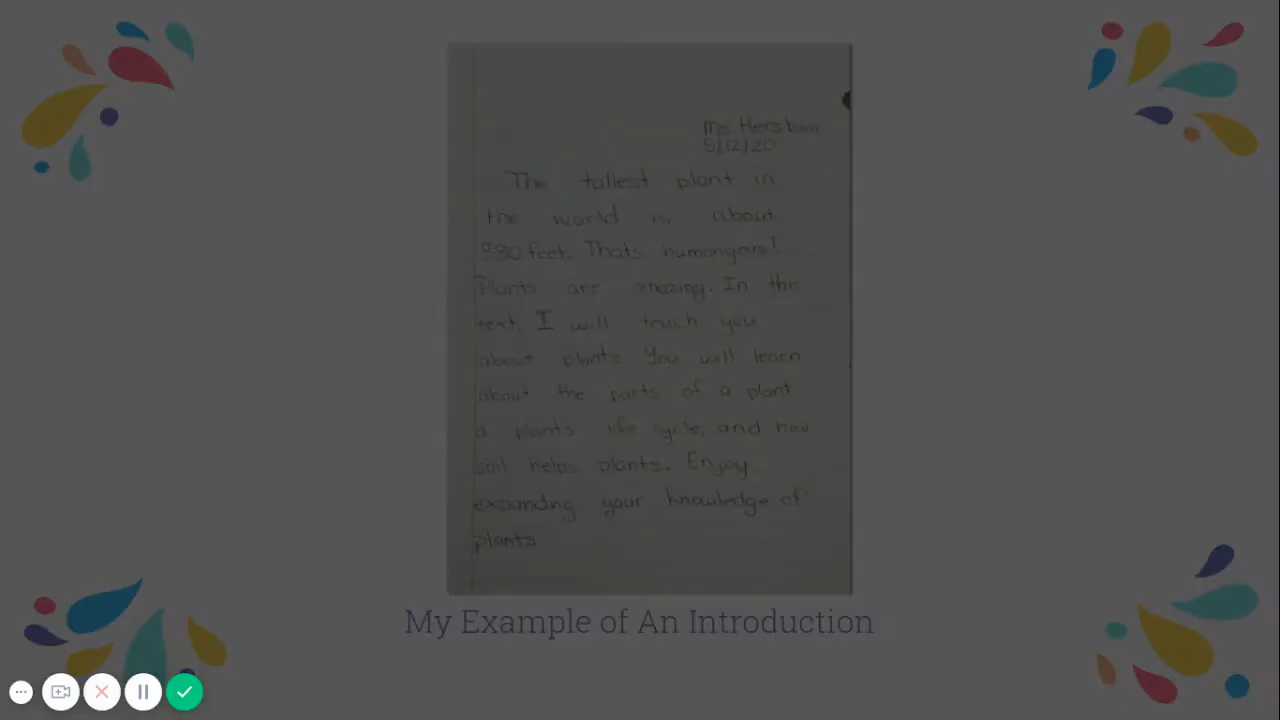 Ms
5/12/20
The tallest plant in
the world is about
380 feet. Thats humongous!
Plants are amazing. In this
text, I will teach you
about plants. You will learn
about the parts of a plant,
a plants life cycle, and how
soil helps plants. Enjoy
expanding your knowledge of
plants
My Example of An Introduction